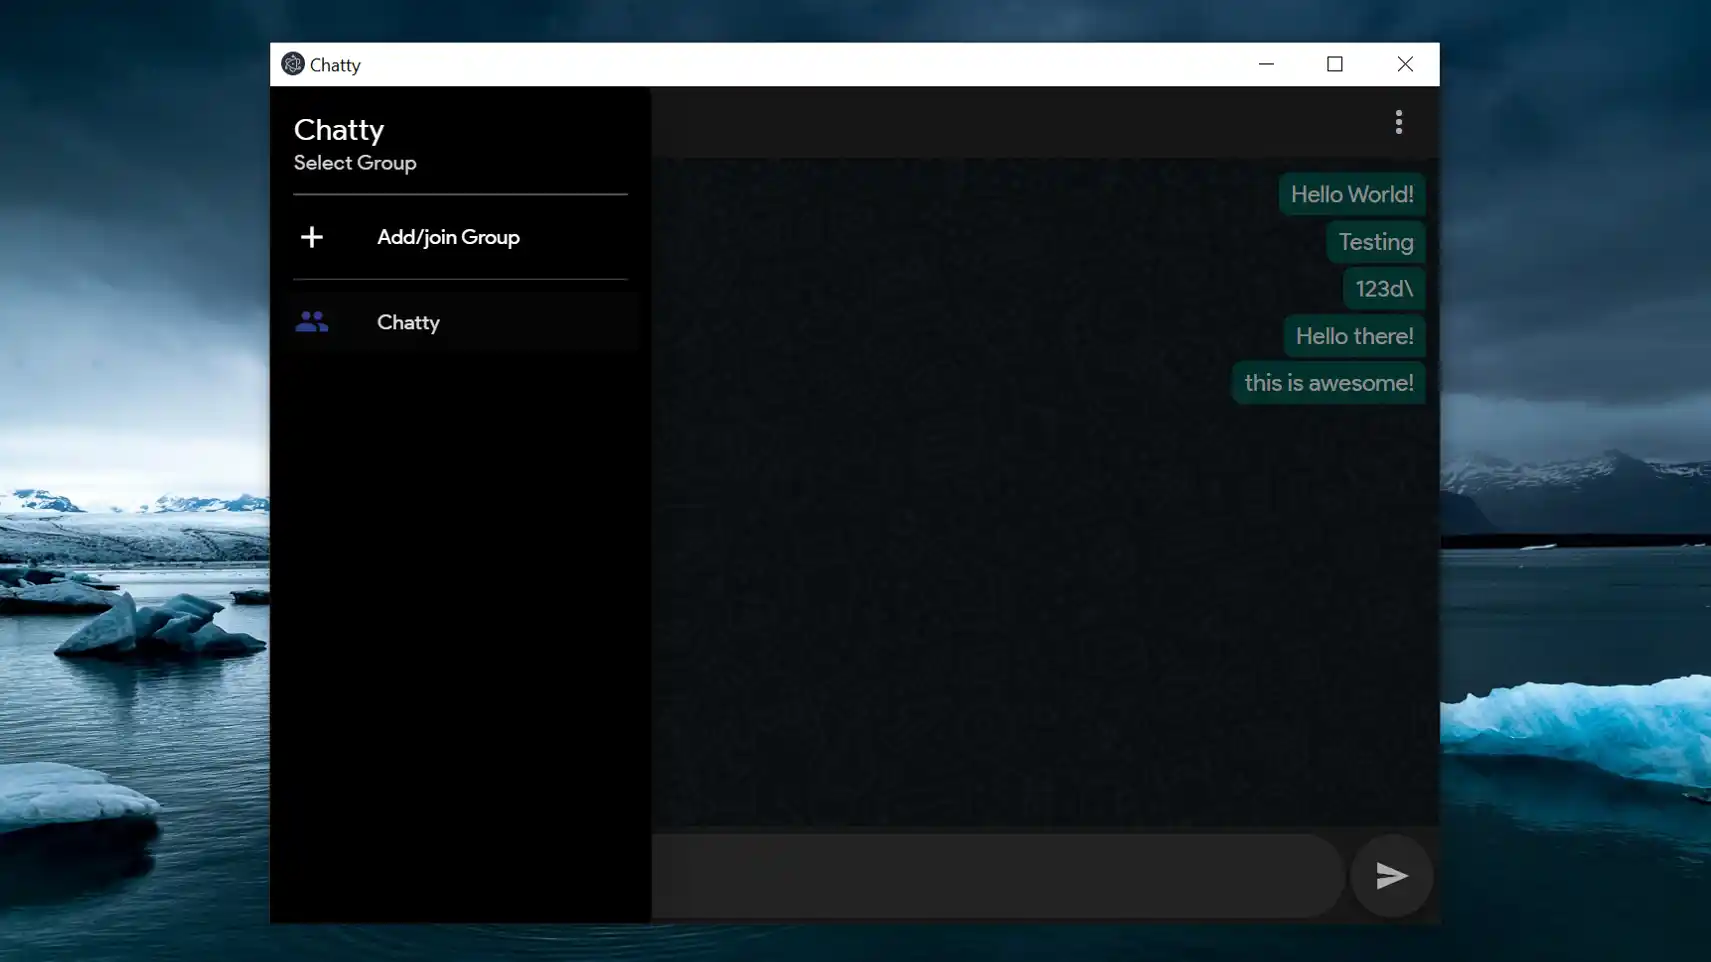 Chatty
Chatty
Select Group
Add/join Group
Chatty
Hello World!
Testing
123d\
Hello there!
this is awesome!